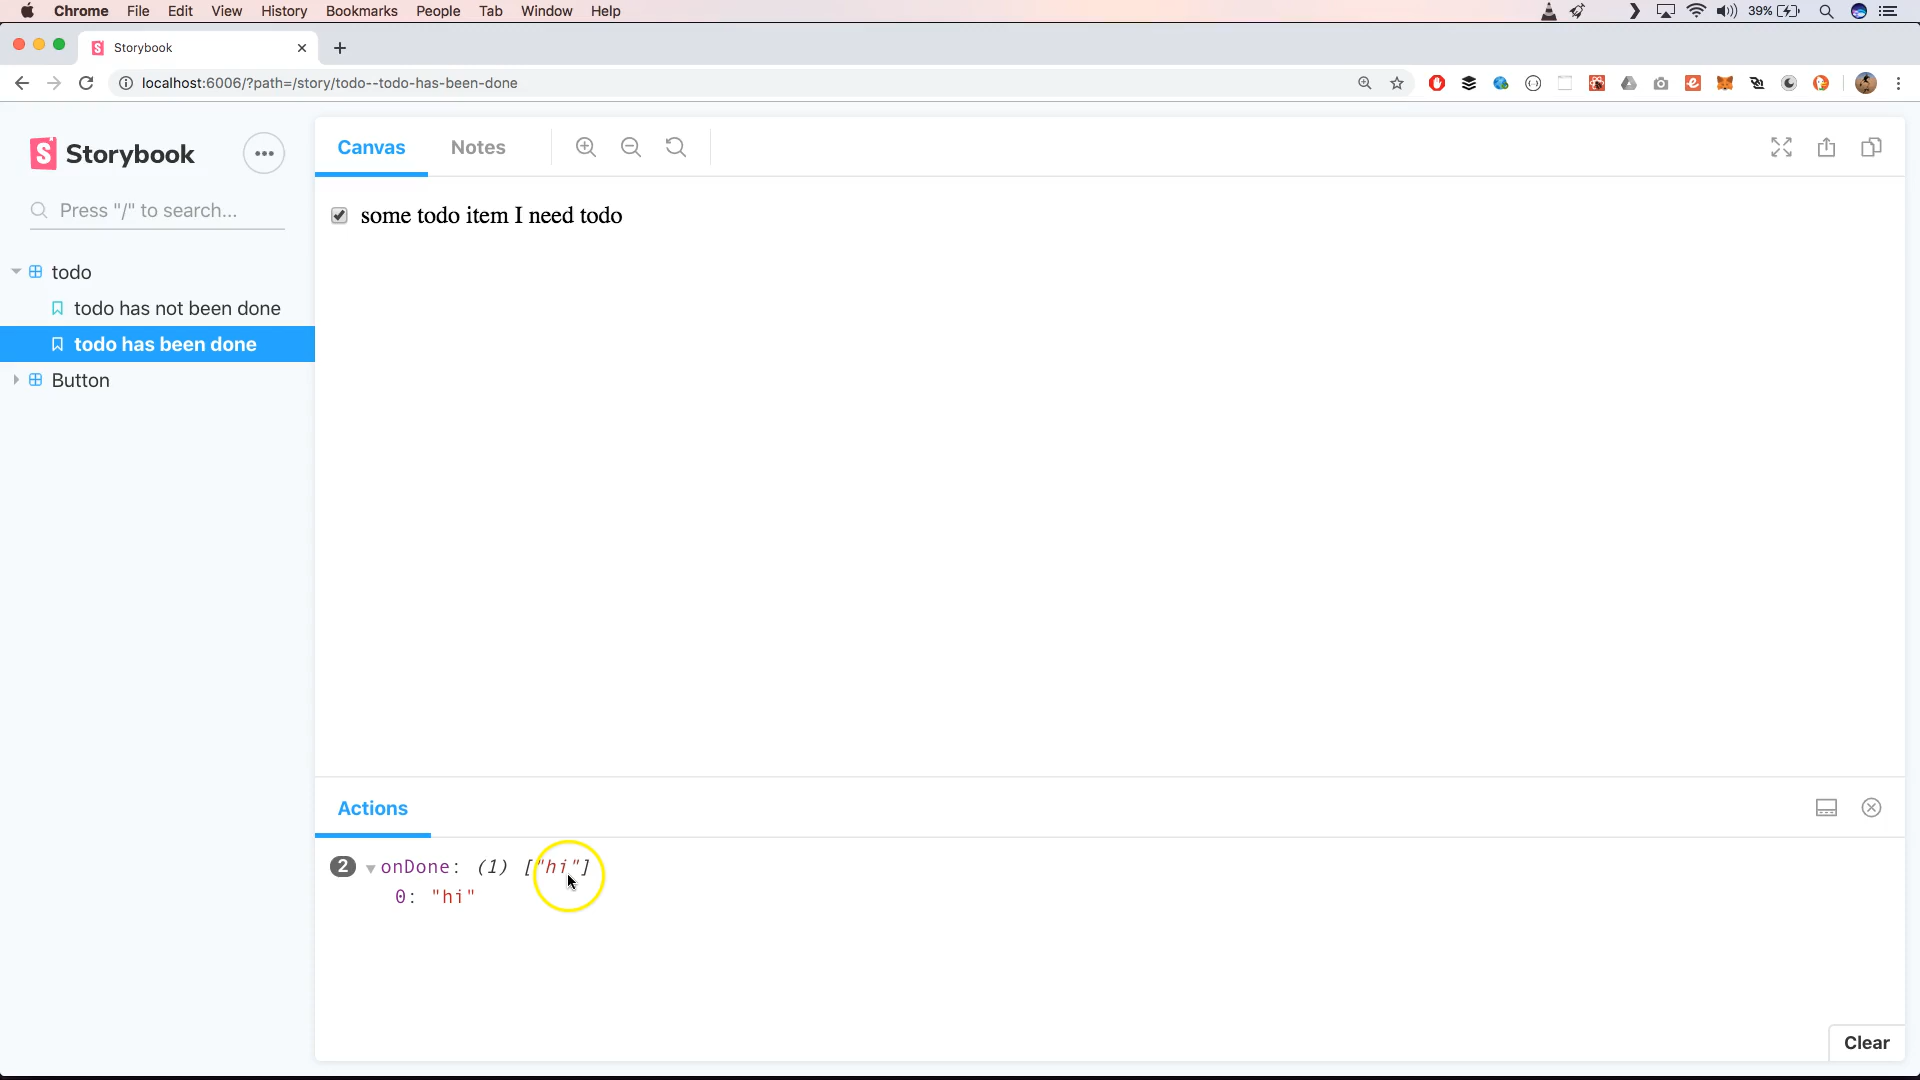 Chrome File Edit View History Bookmarks People Tab Window Help 39%
Storybook
localhost:6006/?path=/story/todo--todo-has-been-done
Storybook
Canvas Notes
Press "/" to search...
some todo item I need todo
todo
todo has not been done
todo has been done
Button
Actions
2 onDone: (1) ["hi"]
0: "hi"
Clear